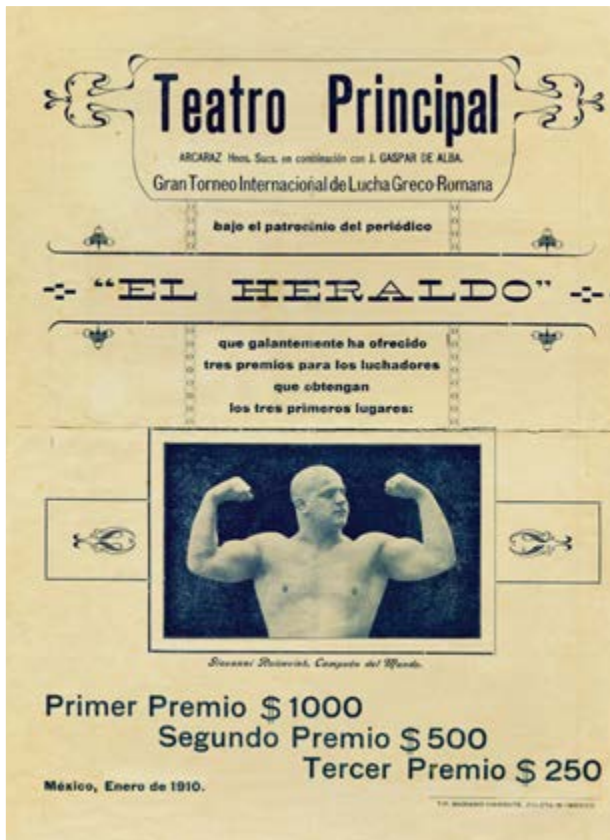 Teatro Principal
ARCARAZ Hnos. Sucs. en combinación con J. GASPAR DE ALBA.
Gran Torneo Internacional de Lucha Greco-Romana
bajo el patrocinio del periódico
"EL HERALDO"
que galantemente ha ofrecido
tres premios para los luchadores
que obtengan
los tres primeros lugares:
Giovanni Campeón del Mundo.
Primer Premio $ 1000
Segundo Premio $ 500
Tercer Premio $ 250
México, Enero de 1910.